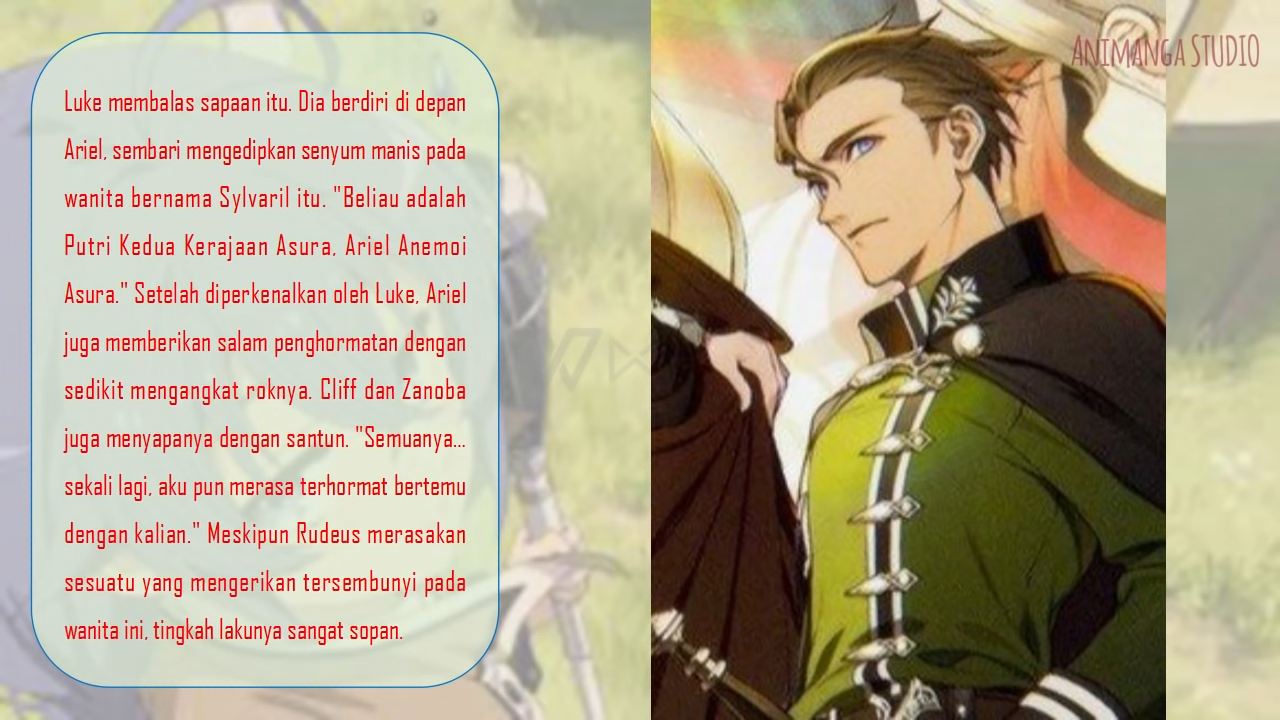 Luke membalas sapaan itu. Dia berdiri di depan
Ariel, sembari mengedipkan senyum manis pada
wanita bernama Sylvaril itu. "Beliau adalah
Putri Kedua Kerajaan Asura, Ariel Anemoi
Asura." Setelah diperkenalkan oleh Luke, Ariel
juga memberikan salam penghormatan dengan
sedikit mengangkat roknya. Cliff dan Zanoba
juga menyapanya dengan santun. "Semuanya...
sekali lagi, aku pun merasa terhormat bertemu
dengan kalian." Meskipun Rudeus merasakan
sesuatu yang mengerikan tersembunyi pada
wanita ini, tingkah lakunya sangat sopan.
ANIMANGA STUDIO